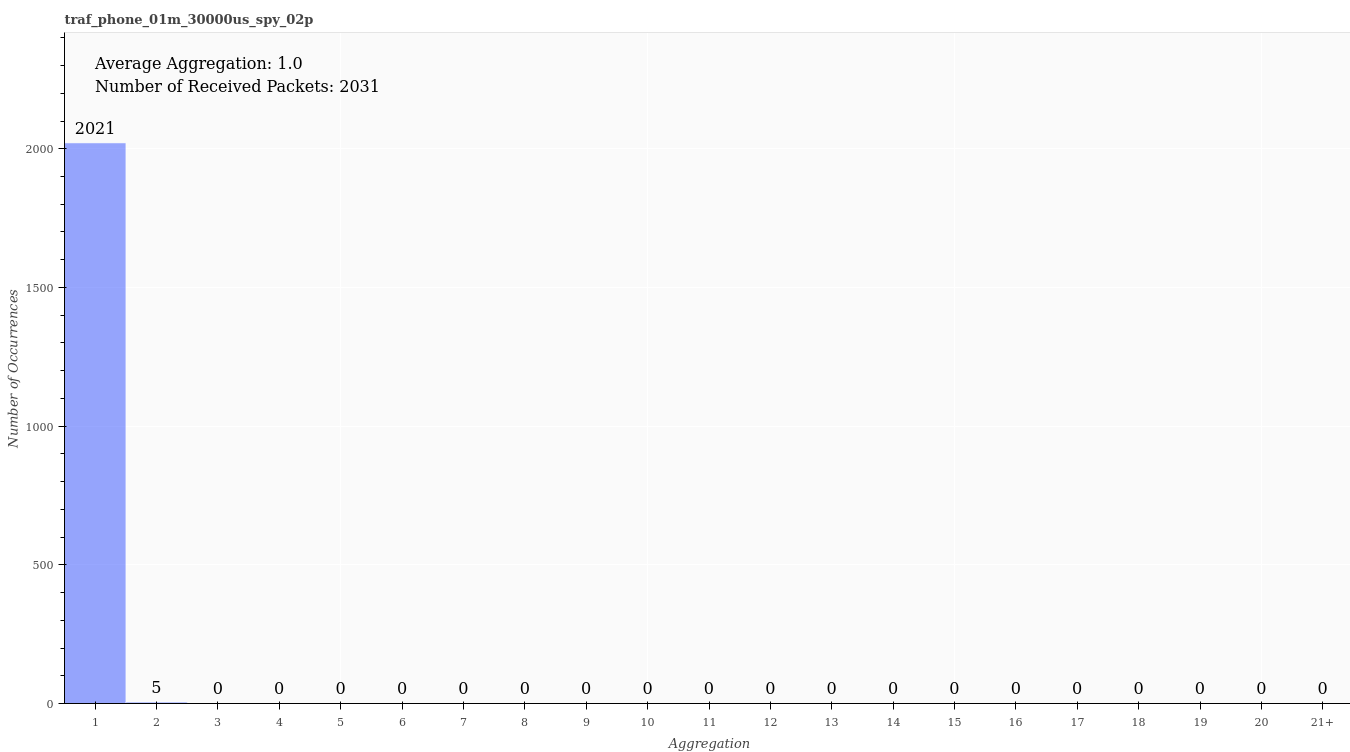 traf_phone_01m_30000us_spy_02p
Average Aggregation: 1.0
Number of Received Packets: 2031
2021
2000
1500
1000
500
0
Number of Occurrences
5 0 0 0 0 0 0 0 0 0 0 0 0 0 0 0 0 0 0 0
1 2 3 4 5 6 7 8 9 10 11 12 13 14 15 16 17 18 19 20 21+
Aggregation